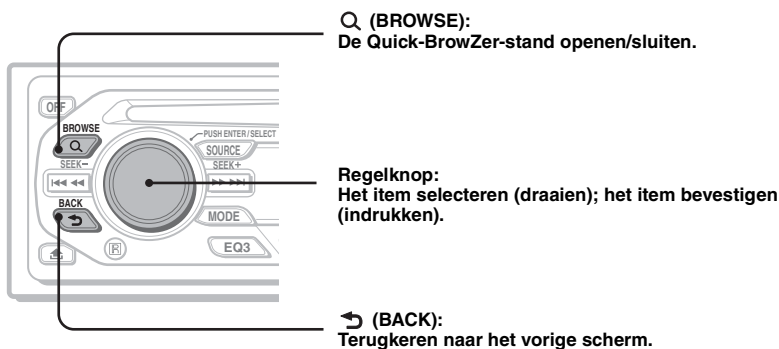 (BROWSE):
De Quick-BrowZer-stand openen/sluiten.
OFF
BROWSE
PUSH ENTER / SELECT
SOURCE
SEEK–
SEEK+
Regelknop:
Het item selecteren (draaien); het item bevestigen
(indrukken).
BACK
MODE
R
EQ3
(BACK):
Terugkeren naar het vorige scherm.